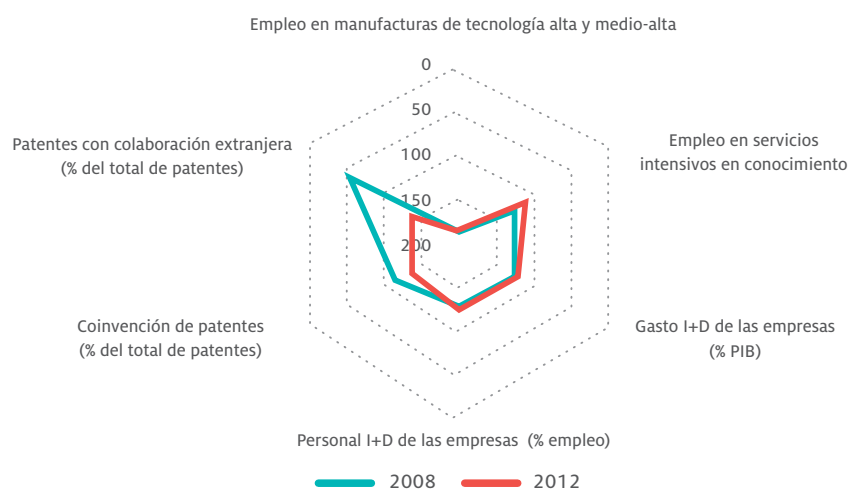 Empleo en manufacturas de tecnología alta y medio-alta
0
50
100
150
200
Patentes con colaboración extranjera
(% del total de patentes)
Empleo en servicios
intensivos en conocimiento
Coinvención de patentes
(% del total de patentes)
Gasto I+D de las empresas
(% PIB)
Personal I+D de las empresas (% empleo)
2008 2012